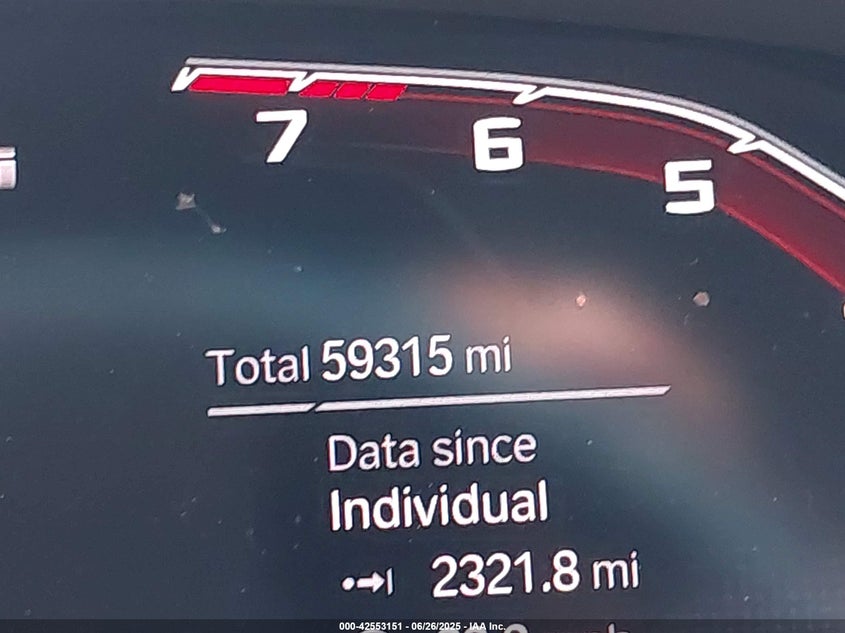 7
6
5
Total 59315 mi
Data since
Individual
2321.8 mi
000-42553151 - 06/26/2025 - IAA Inc.